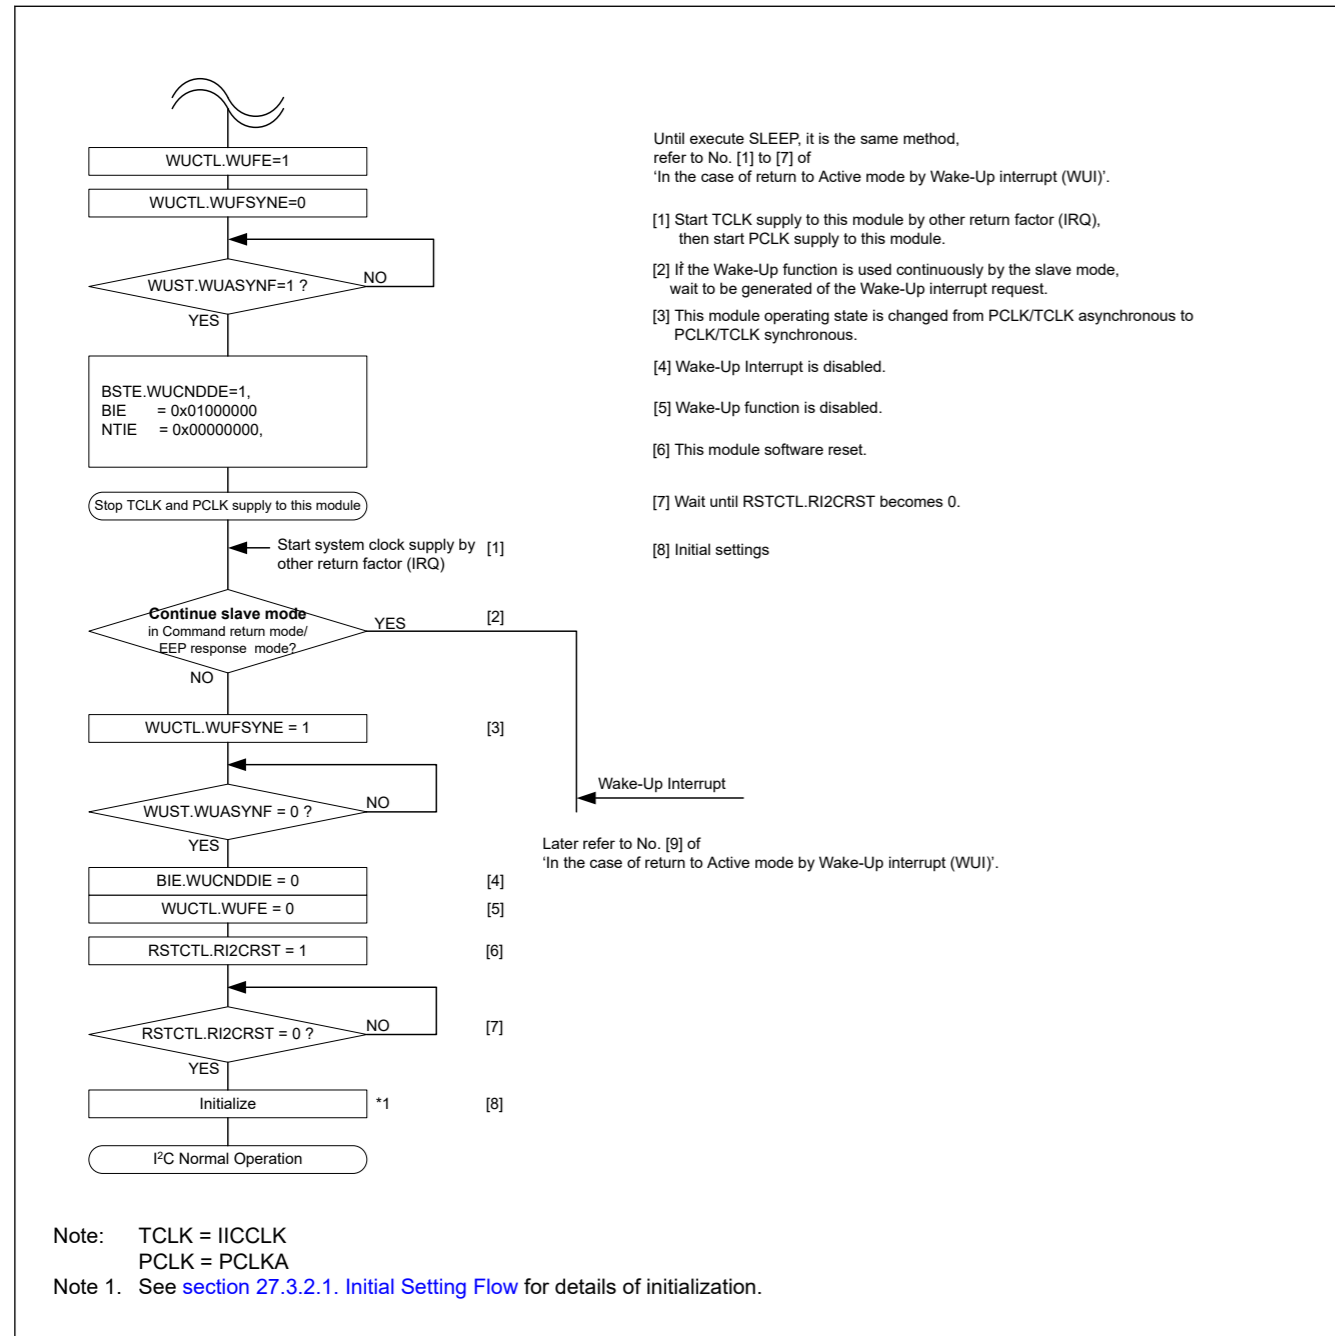 WUCTL.WUFE=1
WUCTL.WUFSYNE=0
WUST.WUASYNF=1 ?
NO
YES
BSTE.WUCNDDE=1,
BIE = 0x01000000
NTIE = 0x00000000,
Stop TCLK and PCLK supply to this module
Start system clock supply by [1]
other return factor (IRQ)
Continue slave mode
in Command return mode/
EEP response mode?
YES
[2]
NO
WUCTL.WUFSYNE = 1
[3]
WUST.WUASYNF = 0 ?
NO
YES
Wake-Up Interrupt
Later refer to No. [9] of
‘In the case of return to Active mode by Wake-Up interrupt (WUI)’.
BIE.WUCNDDIE = 0
[4]
WUCTL.WUFE = 0
[5]
RSTCTL.RI2CRST = 1
[6]
RSTCTL.RI2CRST = 0 ?
NO
[7]
YES
Initialize
*1
[8]
I²C Normal Operation
Until execute SLEEP, it is the same method,
refer to No. [1] to [7] of
‘In the case of return to Active mode by Wake-Up interrupt (WUI)’.
[1] Start TCLK supply to this module by other return factor (IRQ),
then start PCLK supply to this module.
[2] If the Wake-Up function is used continuously by the slave mode,
wait to be generated of the Wake-Up interrupt request.
[3] This module operating state is changed from PCLK/TCLK asynchronous to
PCLK/TCLK synchronous.
[4] Wake-Up Interrupt is disabled.
[5] Wake-Up function is disabled.
[6] This module software reset.
[7] Wait until RSTCTL.RI2CRST becomes 0.
[8] Initial settings
Note: TCLK = IICCLK
PCLK = PCLKA
Note 1. See section 27.3.2.1. Initial Setting Flow for details of initialization.